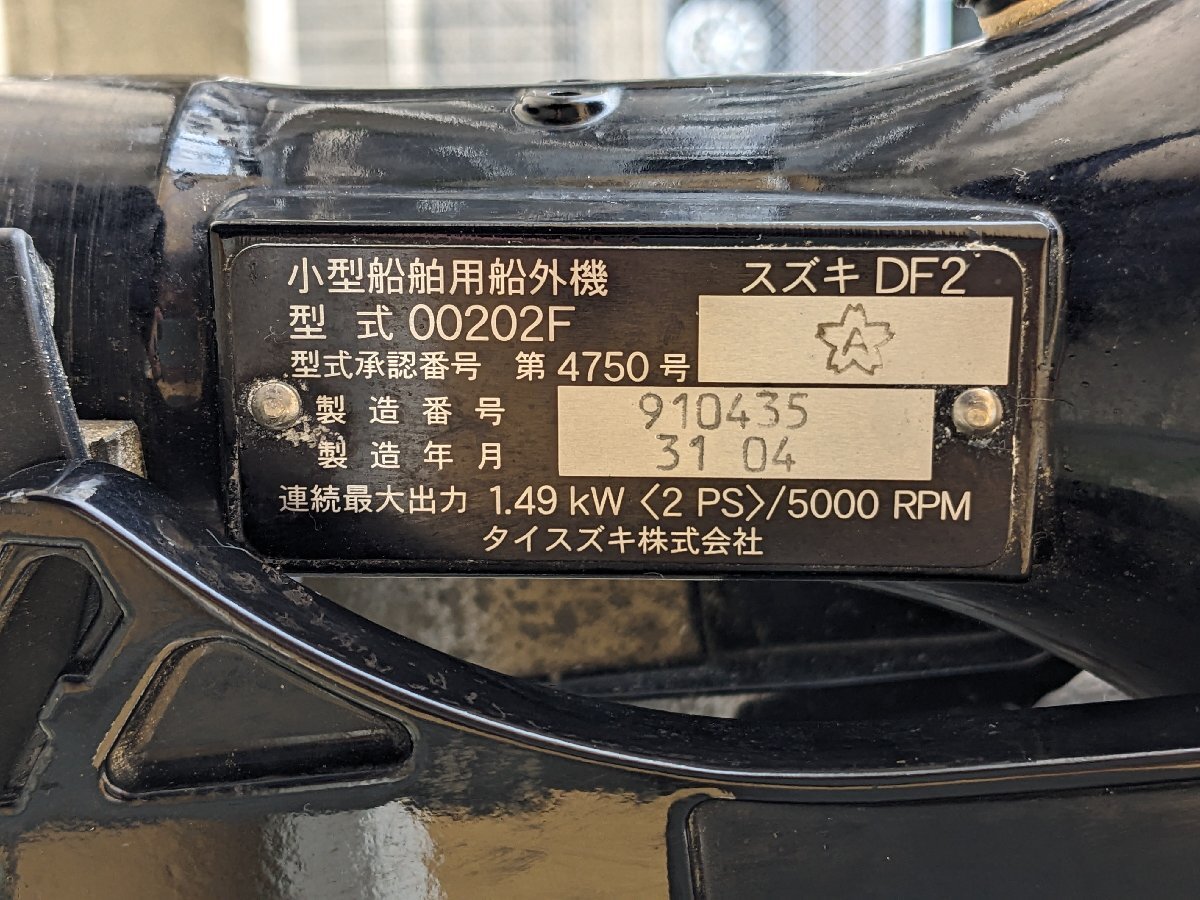 小型船舶用船外機 スズキ DF2
型式 00202F
A
型式承認番号 第 4750 号
製造番号 910435
製造年月 31 04
連続最大出力 1.49 kW 〈2 PS〉/5000 RPM
タイスズキ株式会社